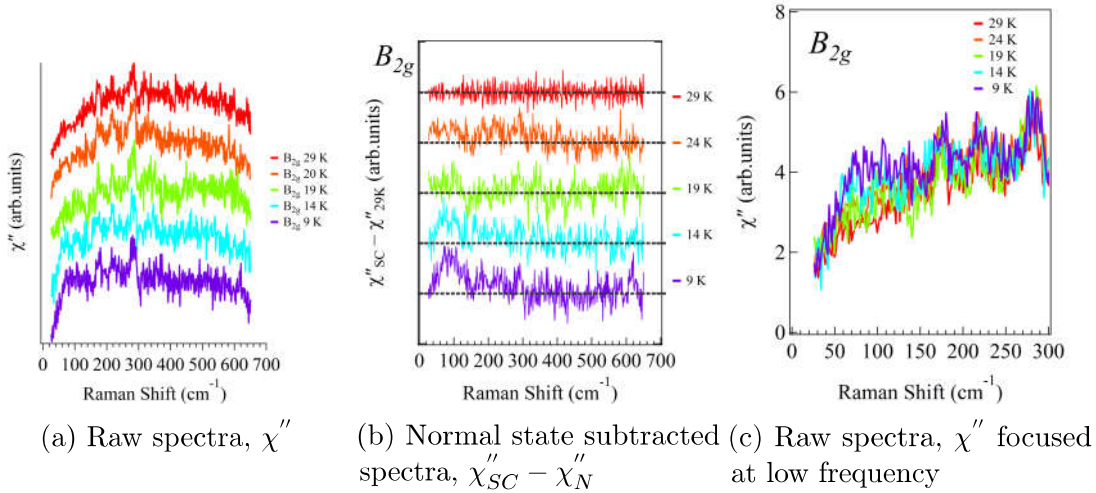 χ″ (arb.units)
B2g 29 K
B2g 20 K
B2g 19 K
B2g 14 K
B2g 9 K
0 100 200 300 400 500 600 700
Raman Shift (cm-1)
(a) Raw spectra, χ″
B2g
χ″SC − χ″29K (arb.units)
29 K
24 K
19 K
14 K
9 K
0 100 200 300 400 500 600 700
Raman Shift (cm-1)
(b) Normal state subtracted
spectra, χ″SC − χ″N
B2g
29 K
24 K
19 K
14 K
9 K
χ″ (arb.units)
8
6
4
2
0
0 50 100 150 200 250 300
Raman Shift (cm-1)
(c) Raw spectra, χ″ focused
at low frequency